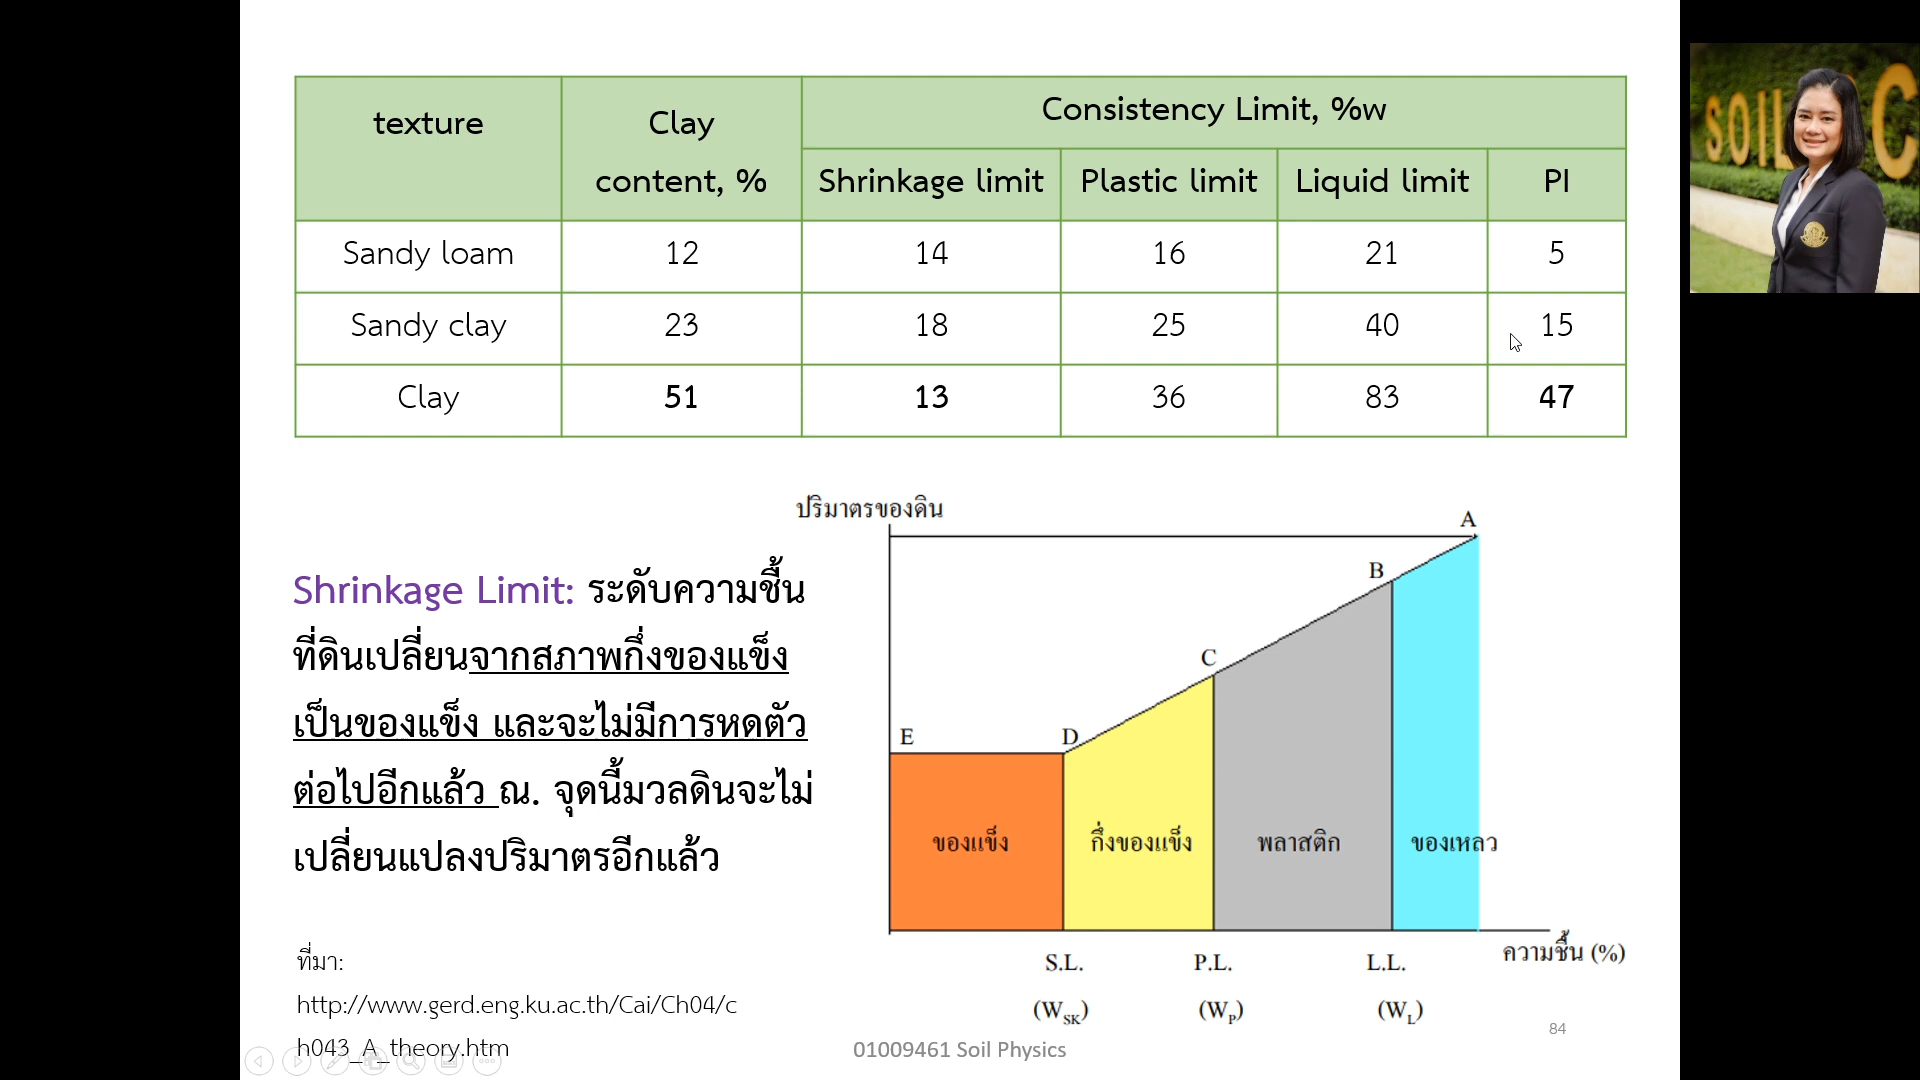 texture Clay content, % Consistency Limit, %w
Shrinkage limit Plastic limit Liquid limit PI
Sandy loam 12 14 16 21 5
Sandy clay 23 18 25 40 15
Clay 51 13 36 83 47
Shrinkage Limit: ระดับความชื้น
ที่ดินเปลี่ยนจากสภาพกึ่งของแข็ง
เป็นของแข็ง และจะไม่มีการหดตัว
ต่อไปอีกแล้ว ณ. จุดนี้มวลดินจะไม่
เปลี่ยนแปลงปริมาตรอีกแล้ว
ที่มา:
http://www.gerd.eng.ku.ac.th/Cai/Ch04/c
h043_A_theory.htm
ปริมาตรของดิน
A
B
C
E D
ของแข็ง กึ่งของแข็ง พลาสติก ของเหลว
ความชื้น (%)
S.L. P.L. L.L.
(WSK) (WP) (WL)
84
01009461 Soil Physics
SOIL C